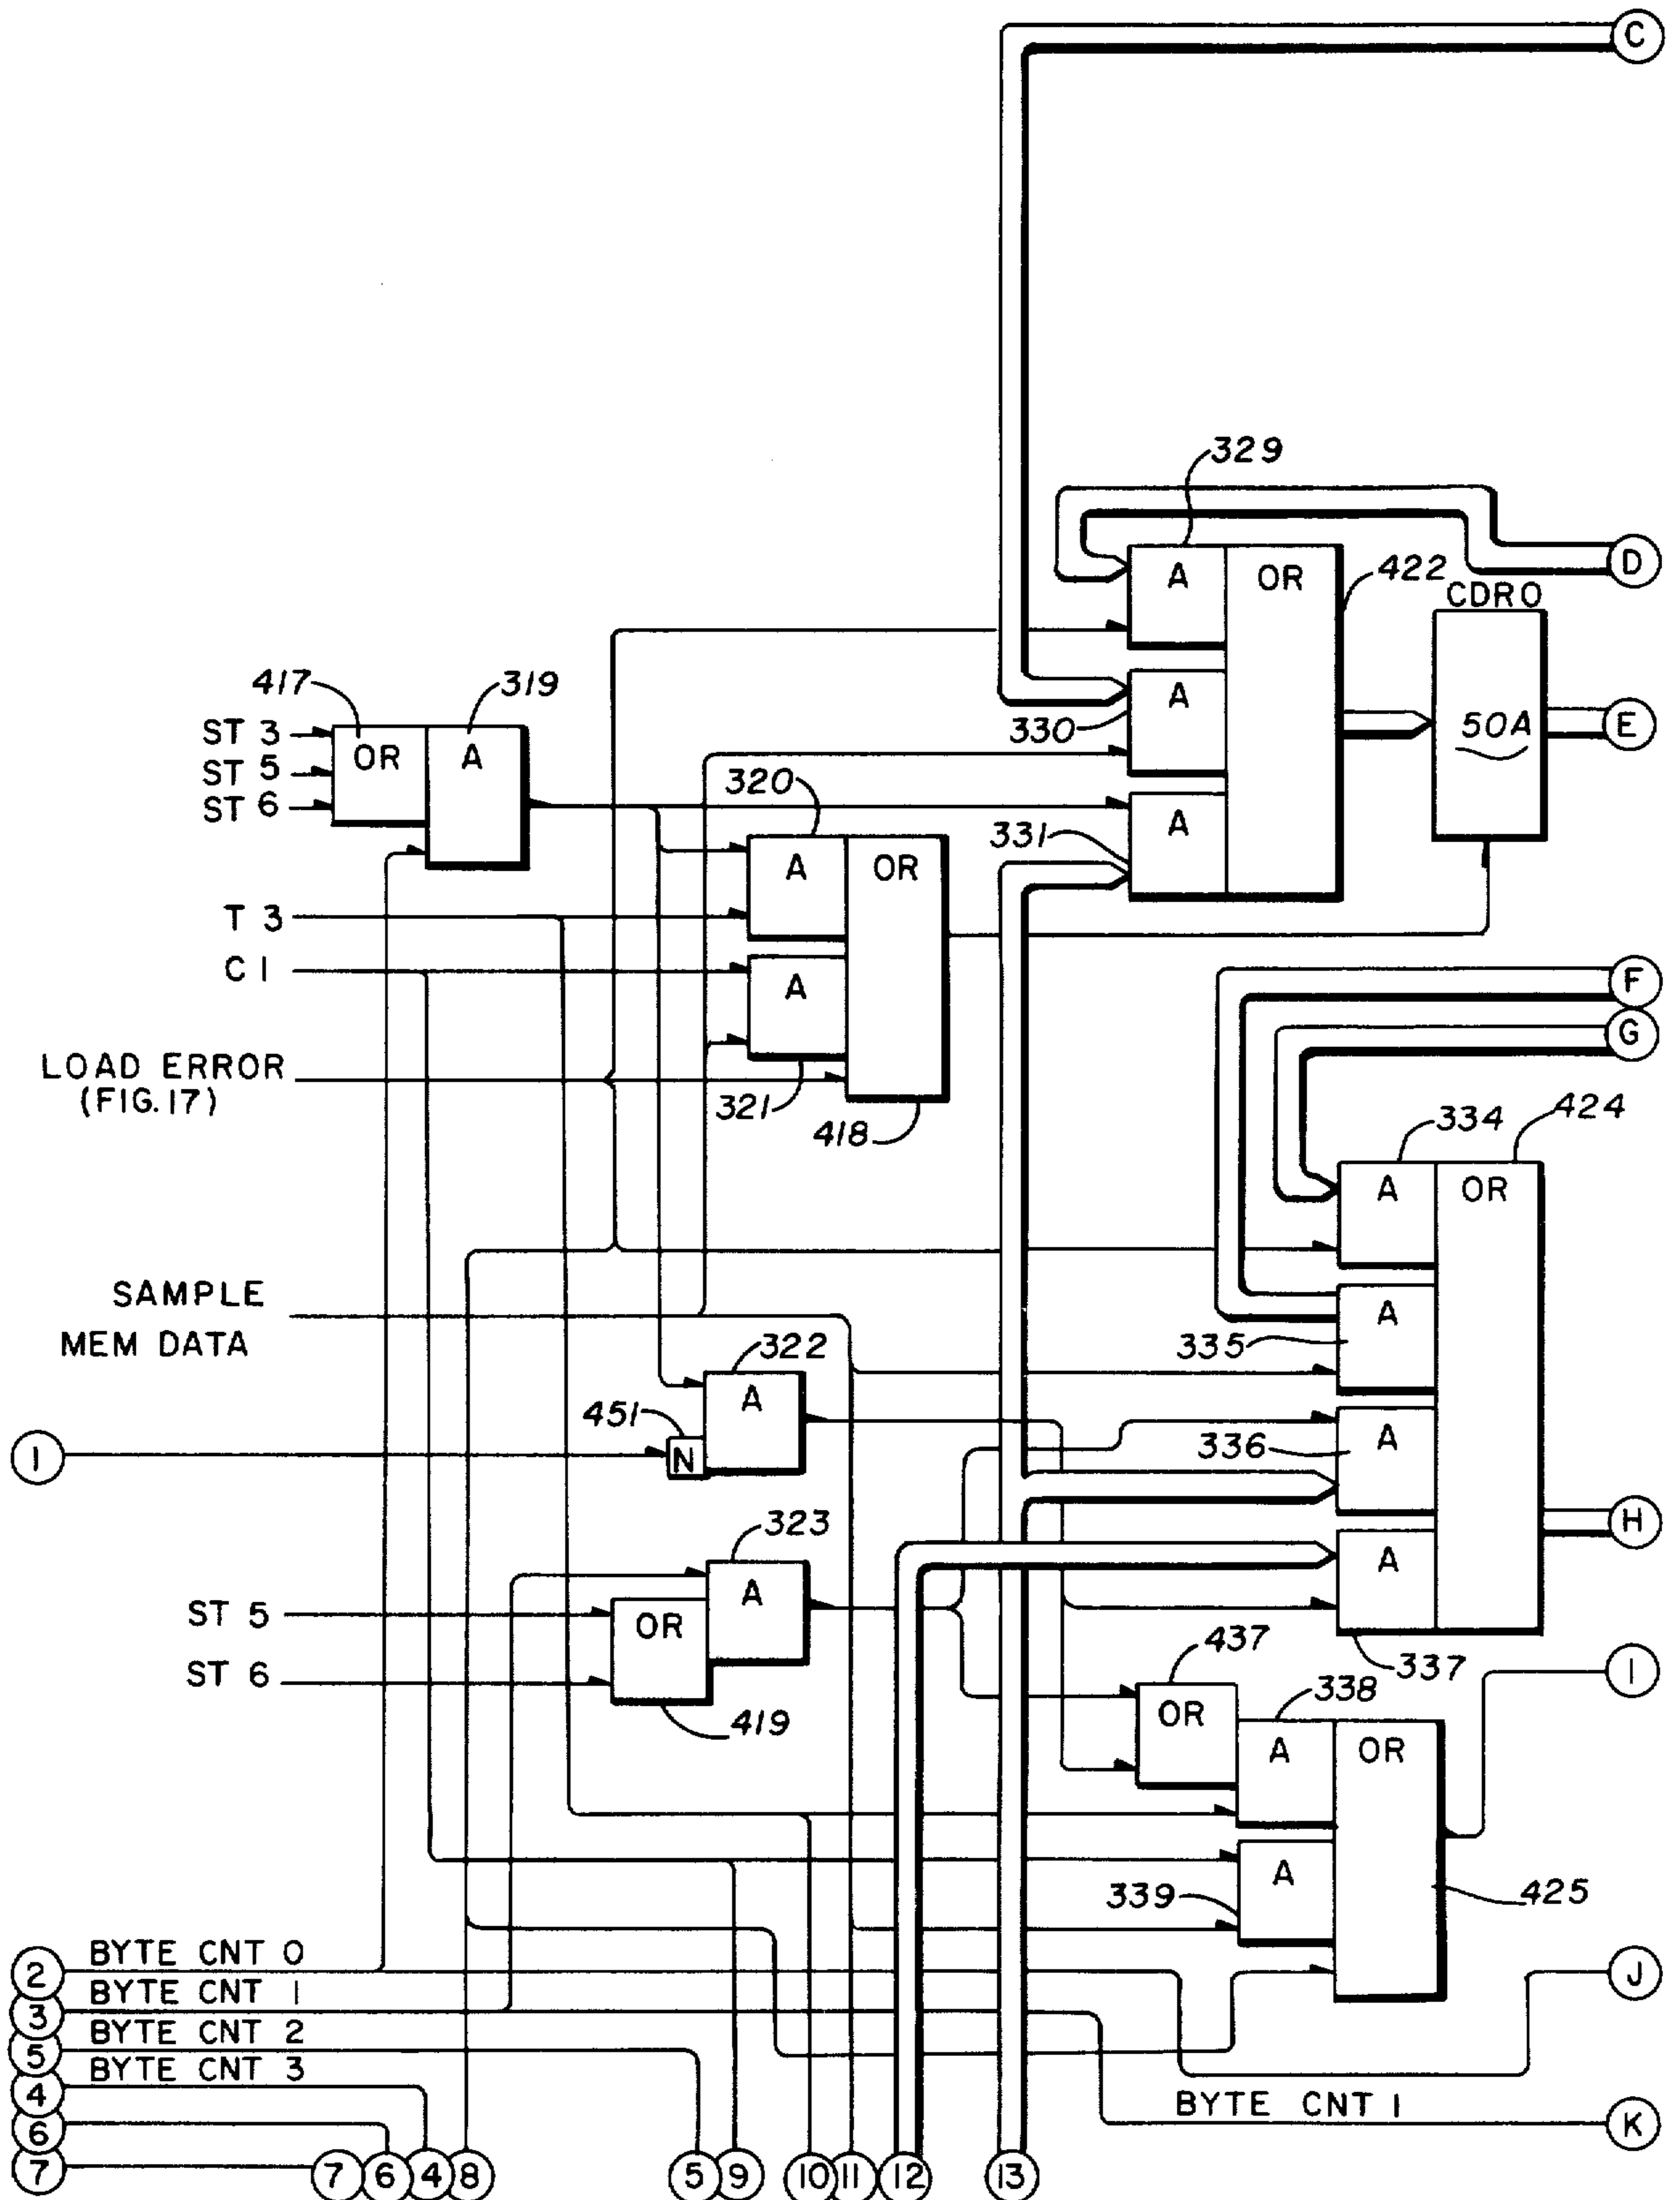 C
329
D
A
OR
422
CDRO
417
319
A
ST 3
OR
A
330
50A
E
ST 5
320
ST 6
331
A
A
OR
T 3
C 1
A
F
G
LOAD ERROR
(FIG. 17)
321
418
334
424
A
OR
SAMPLE
MEM DATA
A
322
335
A
451
A
1
N
336
323
H
A
A
ST 5
OR
437
ST 6
337
I
419
OR
338
A
OR
A
339
425
2
BYTE CNT 0
J
3
BYTE CNT 1
5
BYTE CNT 2
4
BYTE CNT 3
6
BYTE CNT 1
K
7
7
6
4
8
5
9
10
11
12
13